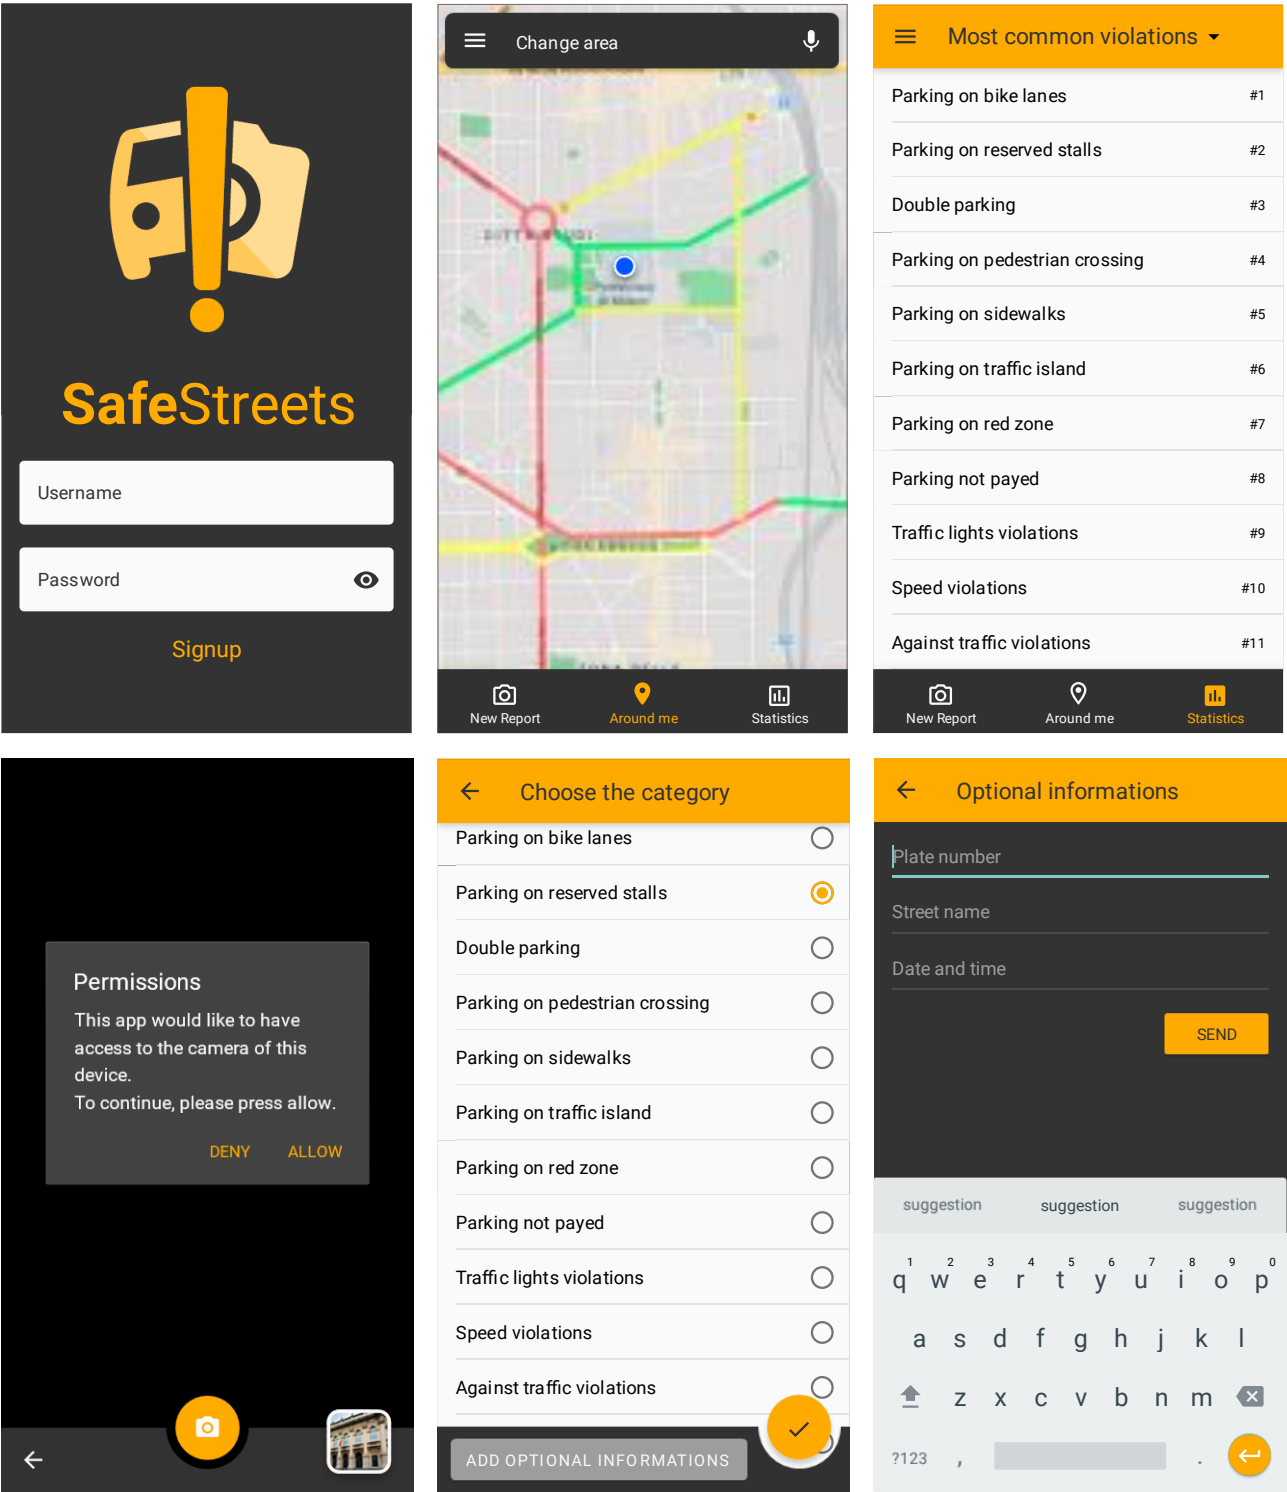 SafeStreets
Username
Password
Signup
Change area
New Report
Around me
Statistics
Most common violations
Parking on bike lanes #1
Parking on reserved stalls #2
Double parking #3
Parking on pedestrian crossing #4
Parking on sidewalks #5
Parking on traffic island #6
Parking on red zone #7
Parking not payed #8
Traffic lights violations #9
Speed violations #10
Against traffic violations #11
New Report
Around me
Statistics
Permissions
This app would like to have
access to the camera of this
device.
To continue, please press allow.
DENY ALLOW
Choose the category
Parking on bike lanes
Parking on reserved stalls
Double parking
Parking on pedestrian crossing
Parking on sidewalks
Parking on traffic island
Parking on red zone
Parking not payed
Traffic lights violations
Speed violations
Against traffic violations
ADD OPTIONAL INFORMATIONS
Optional informations
Plate number
Street name
Date and time
SEND
suggestion suggestion suggestion
1 2 3 4 5 6 7 8 9 0
q w e r t y u i o p
a s d f g h j k l
z x c v b n m
?123 , .